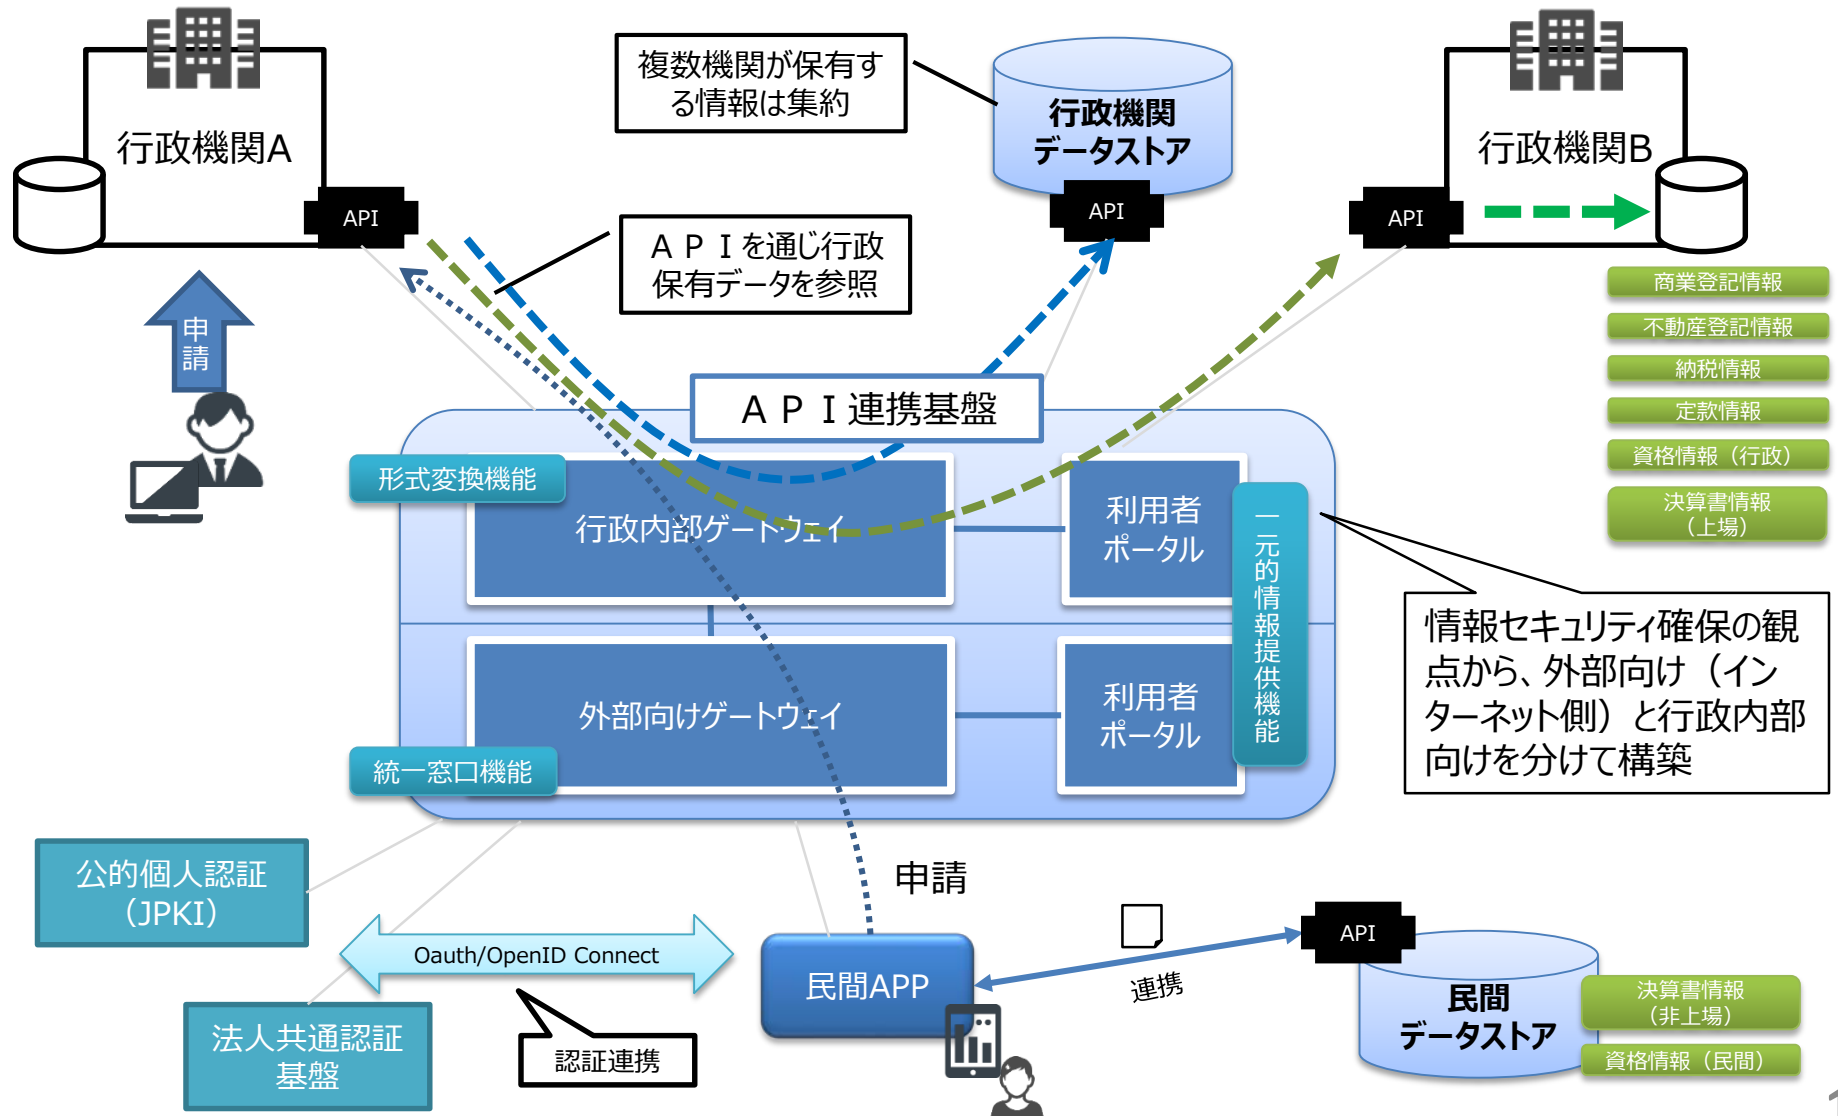 行政機関A
API
申
請
複数機関が保有す
る情報は集約
行政機関
データストア
API
ＡＰＩを通じ行政
保有データを参照
行政機関B
API
商業登記情報
不動産登記情報
納税情報
定款情報
資格情報（行政）
決算書情報
（上場）
ＡＰＩ連携基盤
形式変換機能
行政内部ゲートウェイ
利用者
ポータル
一元的情報提供機能
外部向けゲートウェイ
利用者
ポータル
統一窓口機能
情報セキュリティ確保の観
点から、外部向け（イン
ターネット側）と行政内部
向けを分けて構築
公的個人認証
（JPKI）
法人共通認証
基盤
Oauth/OpenID Connect
認証連携
申請
民間APP
連携
API
民間
データストア
決算書情報
（非上場）
資格情報（民間）